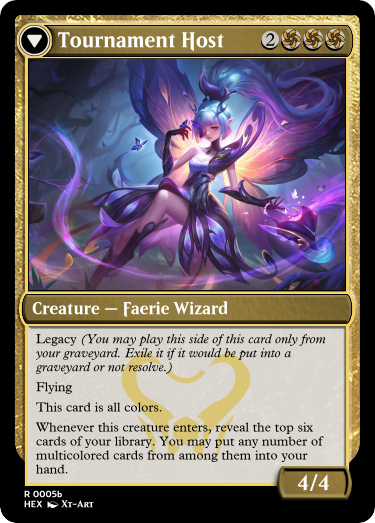 Tournament Host 2
Creature — Faerie Wizard
Legacy (You may play this side of this card only
from your graveyard. Exile it if it would be put into a
graveyard or not resolve.)
Flying
This card is all colors.
Whenever this creature enters, reveal the top six
cards of your library. You may put any number of
multicolored cards from among them into your
hand.
4/4
R 0005b
HEX Xt-Art